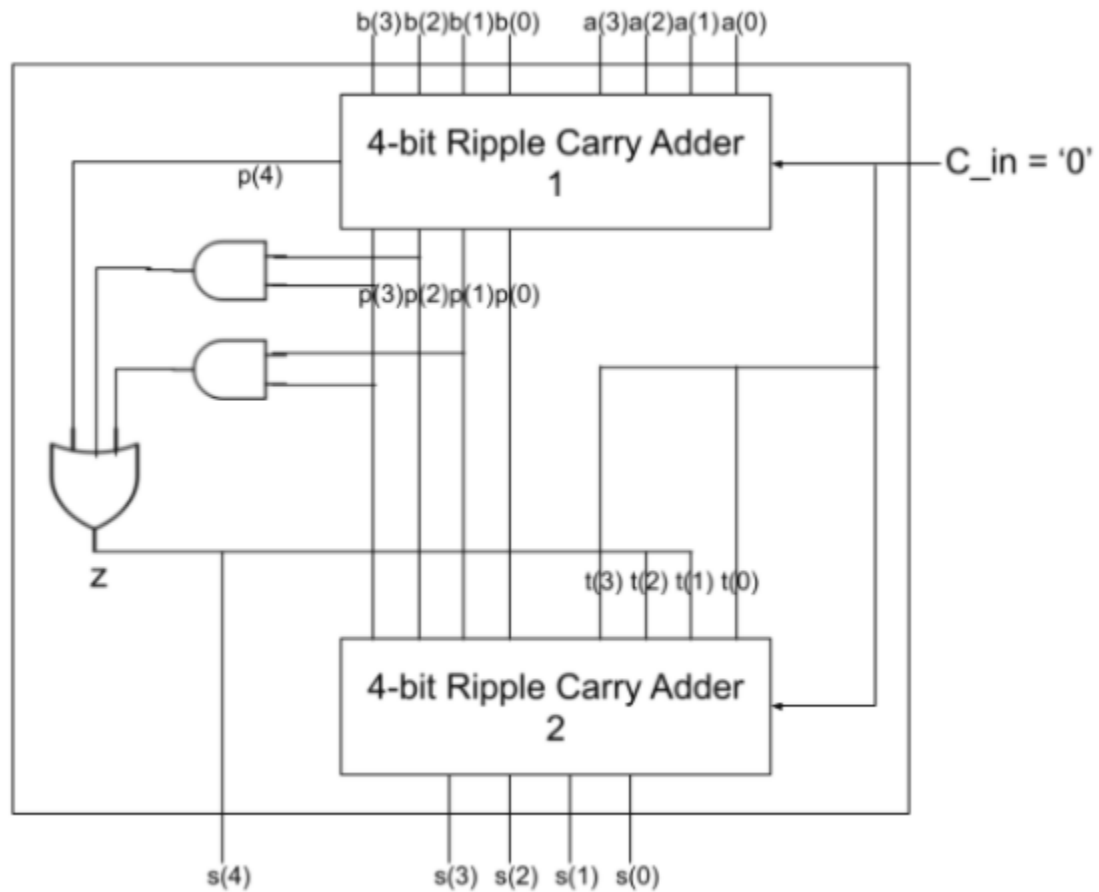 b(3) b(2) b(1) b(0) a(3) a(2) a(1) a(0)
4-bit Ripple Carry Adder
1
C_in = ‘0’
p(4)
p(3) p(2) p(1) p(0)
z
t(3) t(2) t(1) t(0)
4-bit Ripple Carry Adder
2
s(4) s(3) s(2) s(1) s(0)